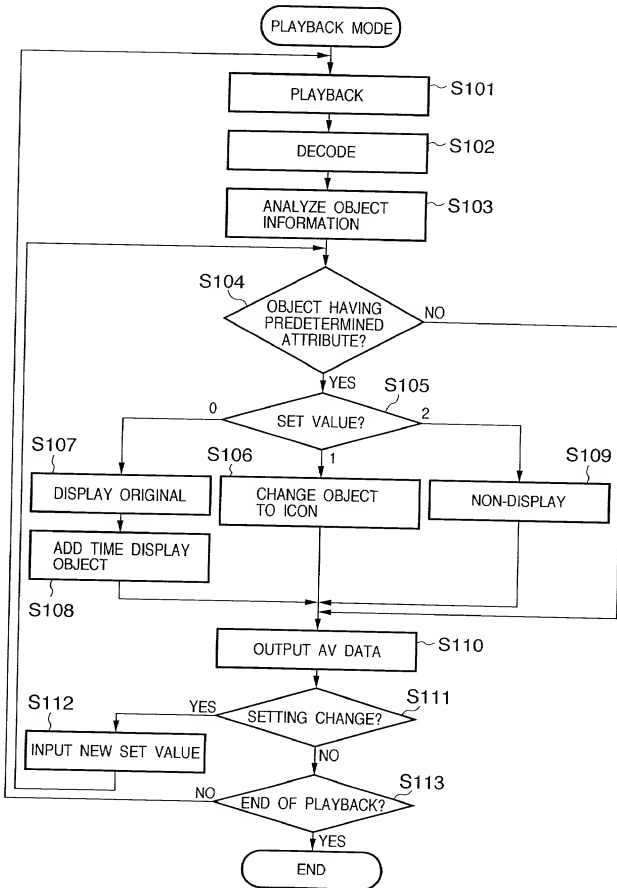 PLAYBACK MODE
PLAYBACK
S101
DECODE
S102
ANALYZE OBJECT
INFORMATION
S103
S104
OBJECT HAVING
PREDETERMINED
ATTRIBUTE?
NO
YES
S105
SET VALUE?
0
1
2
S107
DISPLAY ORIGINAL
S106
CHANGE OBJECT
TO ICON
S109
NON-DISPLAY
ADD TIME DISPLAY
OBJECT
S108
OUTPUT AV DATA
S110
S111
SETTING CHANGE?
YES
NO
S112
INPUT NEW SET VALUE
S113
END OF PLAYBACK?
NO
YES
END